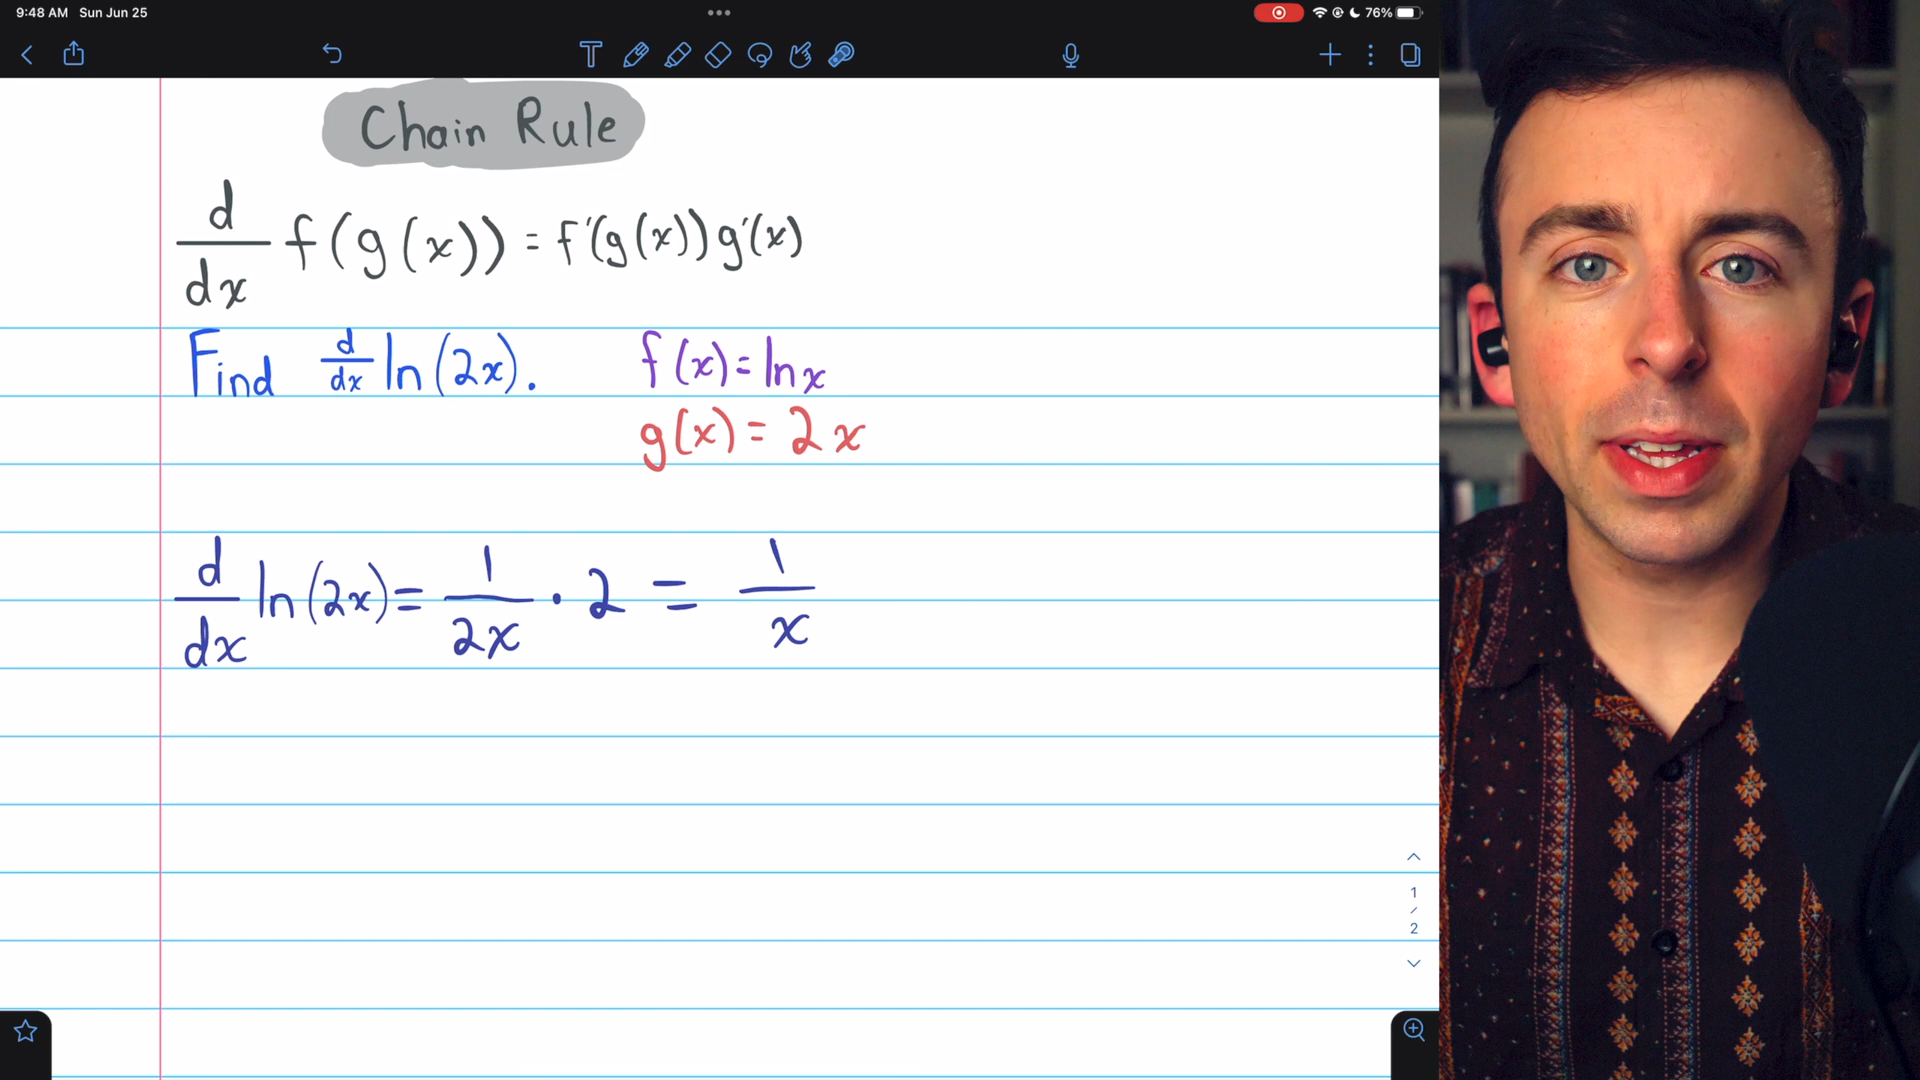 9:48 AM Sun Jun 25
76%
Chain Rule
d/dx f(g(x)) = f'(g(x))g'(x)
Find d/dx ln(2x). f(x)=lnx
g(x)= 2x
d/dx ln(2x)= 1/2x · 2 = 1/x
1
/
2